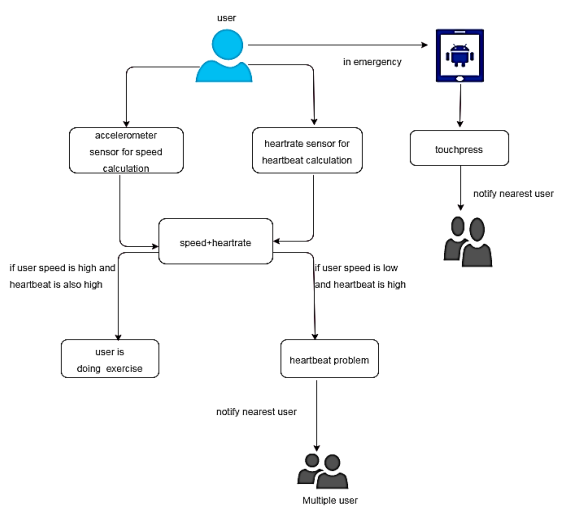 user
in emergency
accelerometer
sensor for speed
calculation
heartrate sensor for
heartbeat calculation
touchpress
notify nearest user
speed+heartrate
if user speed is high and
heartbeat is also high
if user speed is low
and heartbeat is high
user is
doing exercise
heartbeat problem
notify nearest user
Multiple user